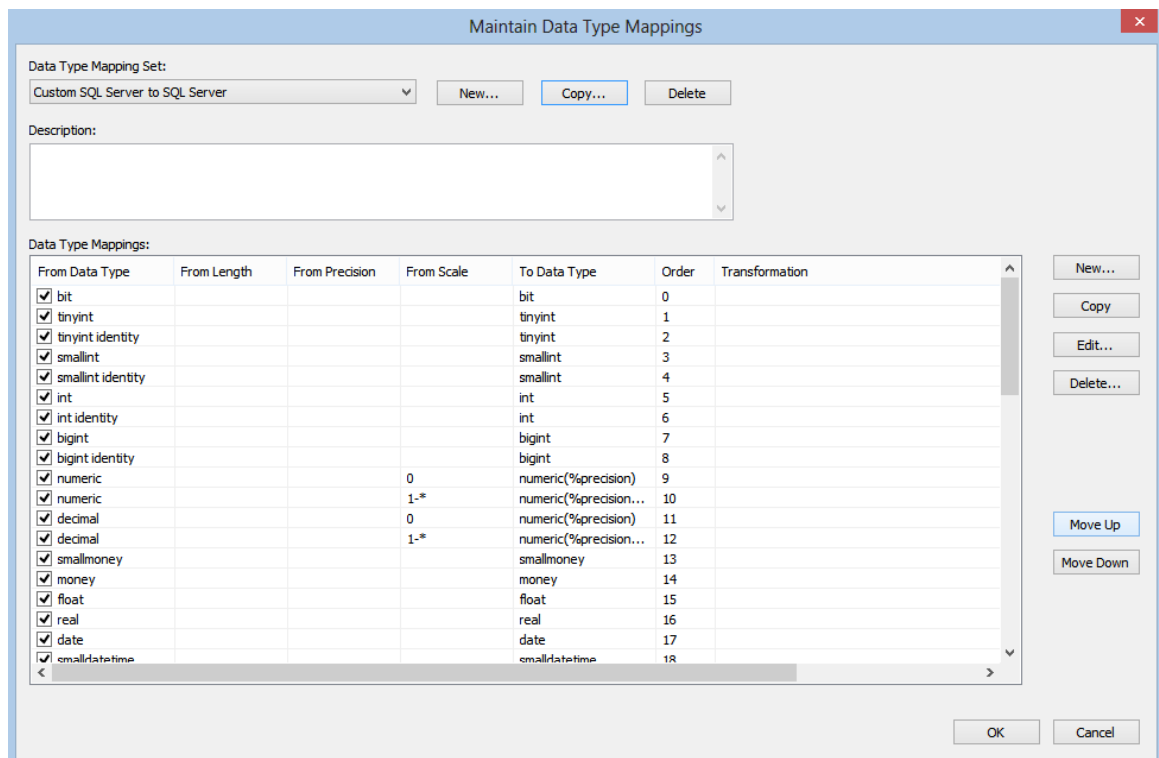 Maintain Data Type Mappings
Data Type Mapping Set:
Custom SQL Server to SQL Server New... Copy... Delete
Description:
Data Type Mappings:
From Data Type From Length From Precision From Scale To Data Type Order Transformation New...
bit bit 0
tinyint tinyint 1 Copy
tinyint identity tinyint 2
smallint smallint 3 Edit...
smallint identity smallint 4 Delete...
int int 5
int identity int 6
bigint bigint 7
bigint identity bigint 8
numeric 0 numeric(%precision) 9
numeric 1-* numeric(%precision... 10
decimal 0 numeric(%precision) 11 Move Up
decimal 1-* numeric(%precision... 12
smallmoney smallmoney 13 Move Down
money money 14
float float 15
real real 16
date date 17
smalldatetime smalldatetime 18
OK Cancel